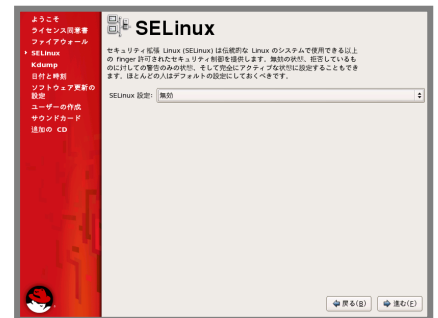 ようこそ
ライセンス同意書
ファイアウォール
SELinux
Kdump
日付と時刻
ソフトウェア更新の
設定
ユーザーの作成
サウンドカード
追加の CD
SELinux
セキュリティ拡張 Linux (SELinux) は伝統的な Linux のシステムで使用できる以上
の finger 許可されたセキュリティ制御を提供します。無効の状態、拒否しているも
のに対しての警告のみの状態、そして完全にアクティブな状態に設定することもでき
ます。ほとんどの人はデフォルトの設定にしておくべきです。
SELinux 設定: 無効
戻る(B) 進む(F)